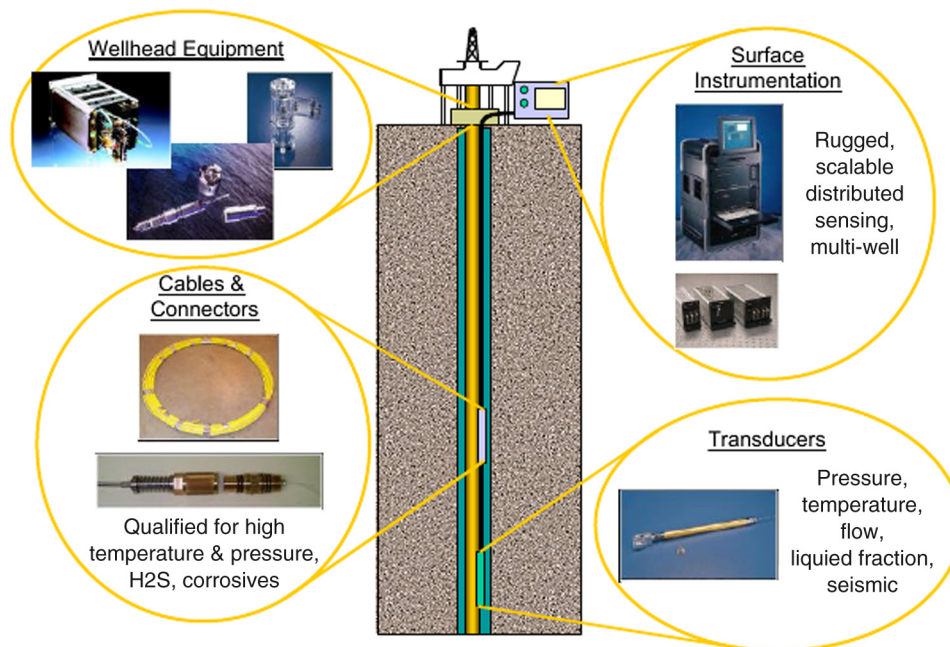 Wellhead Equipment
Surface
Instrumentation
Rugged,
scalable
distributed
sensing,
multi-well
Cables &
Connectors
Qualified for high
temperature & pressure,
H2S, corrosives
Transducers
Pressure,
temperature,
flow,
liquied fraction,
seismic